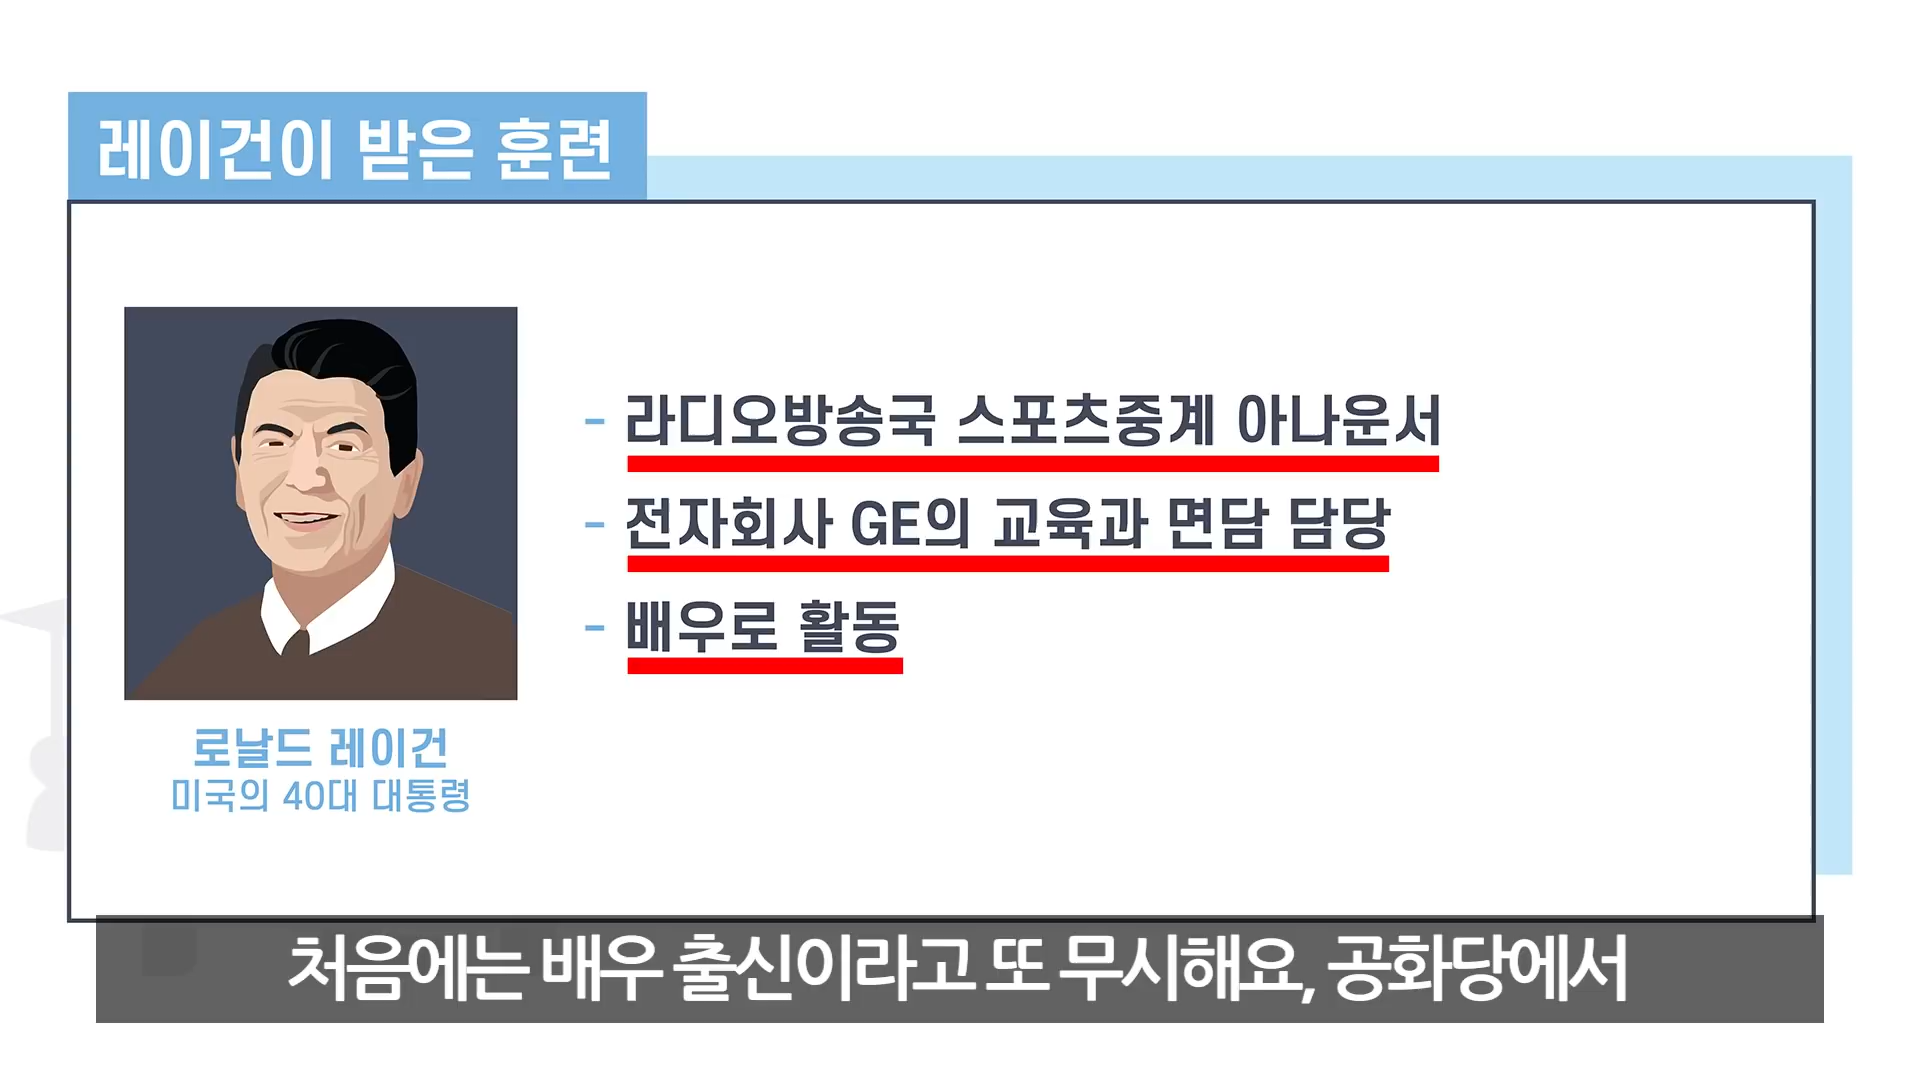 레이건이 받은 훈련
- 라디오방송국 스포츠중계 아나운서
- 전자회사 GE의 교육과 면담 담당
- 배우로 활동
로날드 레이건
미국의 40대 대통령
처음에는 배우 출신이라고 또 무시해요, 공화당에서